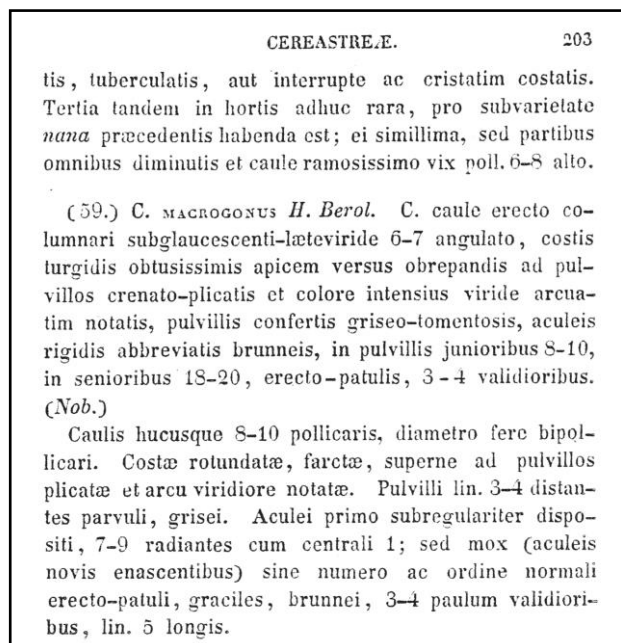 CEREASTREÆ. 203
tis, tuberculatis, aut interrupte ac cristatim costatis.
Tertia tandem in hortis adhuc rara, pro subvarietate
nana præcedentis habenda est; ei simillima, sed partibus
omnibus diminutis et caule ramosissimo vix poll. 6–8 alto.
(59.) C. MACROGONUS H. Berol. C. caule erecto co-
lumnari subglaucescenti-læteviride 6–7 angulato, costis
turgidis obtusissimis apicem versus obrepandis ad pul-
villos crenato-plicatis et colore intensius viride arcua-
tim notatis, pulvillis confertis griseo-tomentosis, aculeis
rigidis abbreviatis brunneis, in pulvillis junioribus 8–10,
in senioribus 18–20, erecto-patulis, 3–4 validioribus.
(Nob.)
Caulis hucusque 8–10 pollicaris, diametro fere bipol-
licari. Costæ rotundatæ, farctæ, superne ad pulvillos
plicatæ et arcu viridiore notatæ. Pulvilli lin. 3–4 distan-
tes parvuli, grisei. Aculei primo subregulariter dispo-
siti, 7–9 radiantes cum centrali 1; sed mox (aculeis
novis enascentibus) sine numero ac ordine normali
erecto-patuli, graciles, brunnei, 3–4 paulum validiori-
bus, lin. 5 longis.